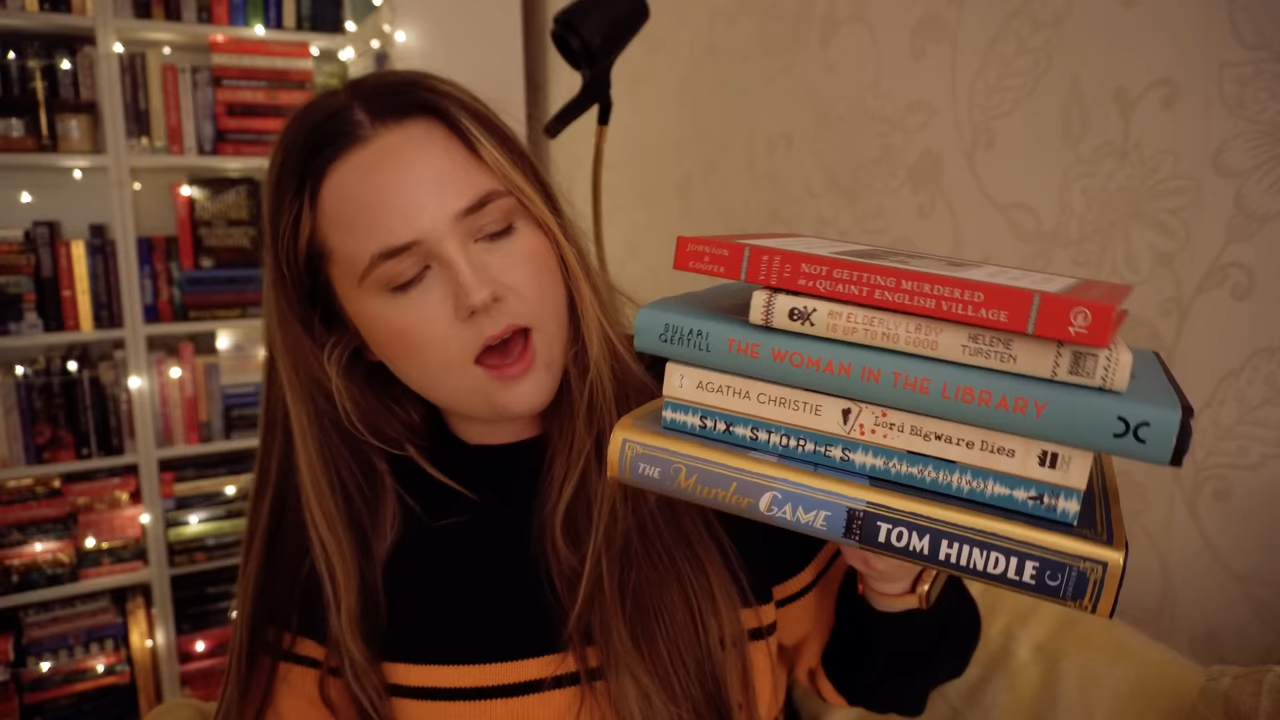 JOHNSON
& COOPER
YOUR GUIDE TO
NOT GETTING MURDERED
in a QUAINT ENGLISH VILLAGE
10
AN ELDERLY LADY
IS UP TO NO GOOD
HELENE
TURSTEN
SULARI
GENTILL
THE WOMAN IN THE LIBRARY
AGATHA CHRISTIE
Lord Edgware Dies
SIX STORIES
MATT WESOLOWSKI
THE Murder GAME
TOM HINDLE
C